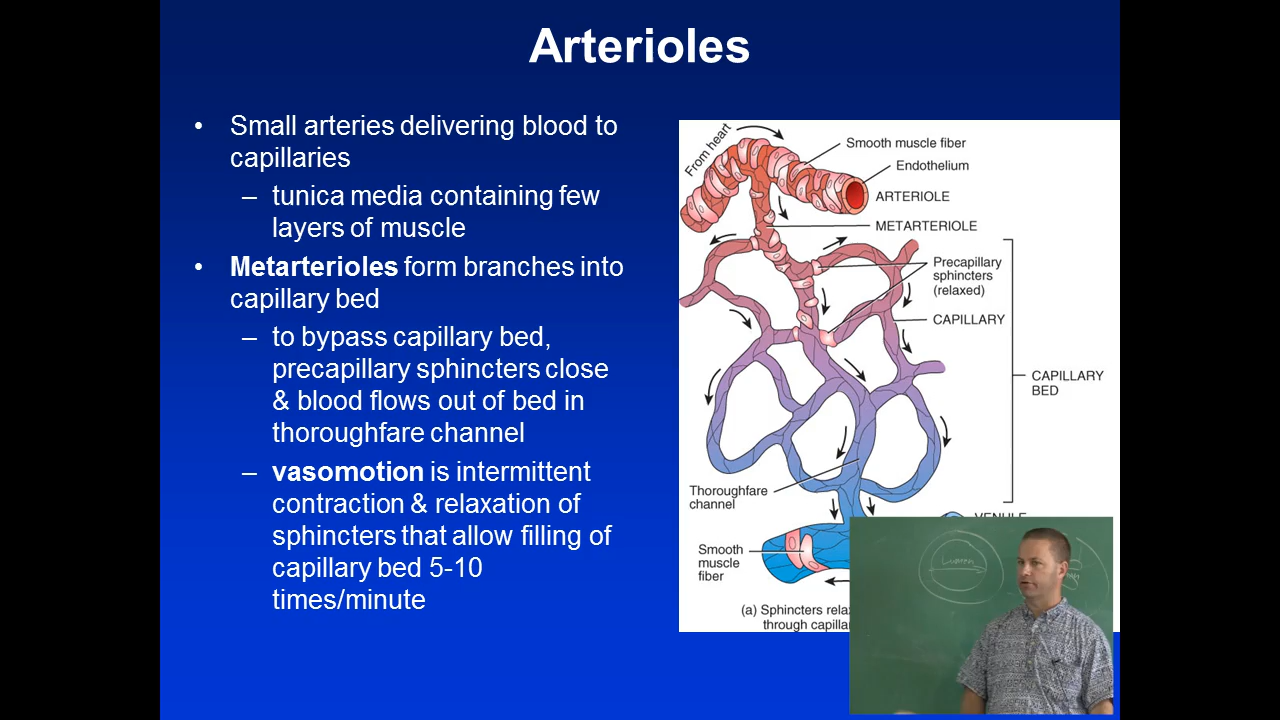 Arterioles
• Small arteries delivering blood to
capillaries
– tunica media containing few
layers of muscle
• Metarterioles form branches into
capillary bed
– to bypass capillary bed,
precapillary sphincters close
& blood flows out of bed in
thoroughfare channel
– vasomotion is intermittent
contraction & relaxation of
sphincters that allow filling of
capillary bed 5-10
times/minute
From heart
Smooth muscle fiber
Endothelium
ARTERIOLE
METARTERIOLE
Precapillary
sphincters
(relaxed)
CAPILLARY
CAPILLARY
BED
Thoroughfare
channel
VENULE
Smooth
muscle
fiber
(a) Sphincters rela
through capillar
Lumen